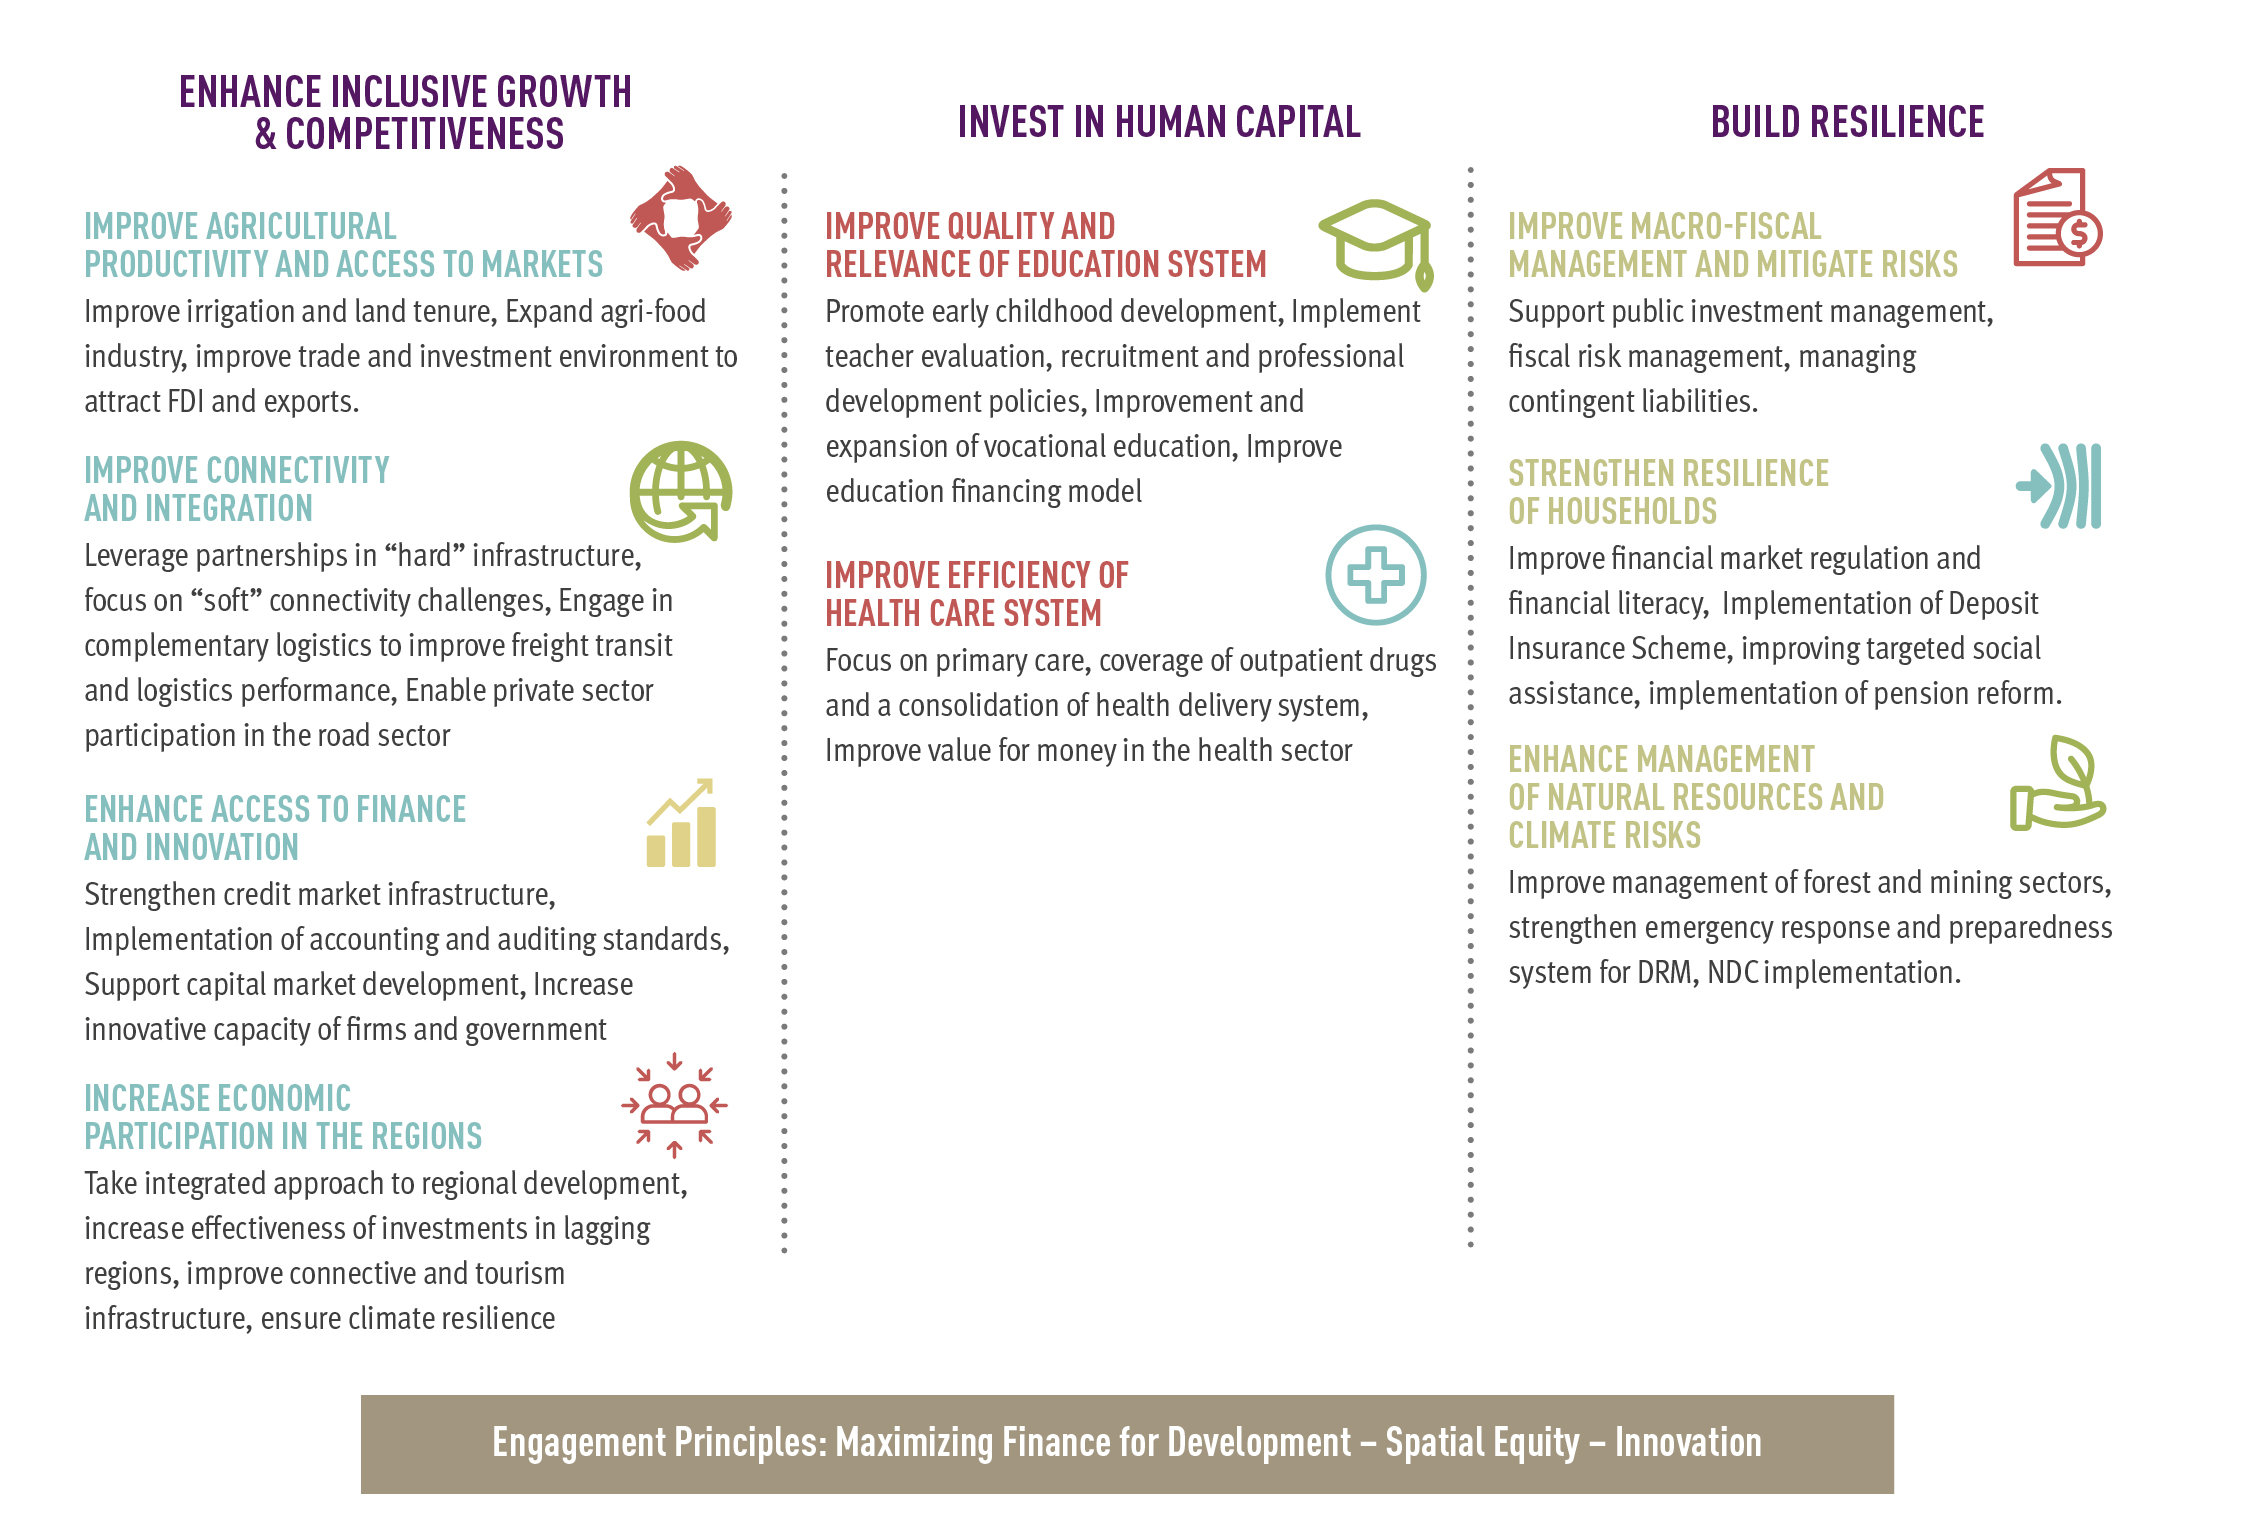 ENHANCE INCLUSIVE GROWTH
& COMPETITIVENESS
IMPROVE AGRICULTURAL
PRODUCTIVITY AND ACCESS TO MARKETS
Improve irrigation and land tenure, Expand agri-food
industry, improve trade and investment environment to
attract FDI and exports.
IMPROVE CONNECTIVITY
AND INTEGRATION
Leverage partnerships in “hard” infrastructure,
focus on “soft” connectivity challenges, Engage in
complementary logistics to improve freight transit
and logistics performance, Enable private sector
participation in the road sector
ENHANCE ACCESS TO FINANCE
AND INNOVATION
Strengthen credit market infrastructure,
Implementation of accounting and auditing standards,
Support capital market development, Increase
innovative capacity of firms and government
INCREASE ECONOMIC
PARTICIPATION IN THE REGIONS
Take integrated approach to regional development,
increase effectiveness of investments in lagging
regions, improve connective and tourism
infrastructure, ensure climate resilience
INVEST IN HUMAN CAPITAL
IMPROVE QUALITY AND
RELEVANCE OF EDUCATION SYSTEM
Promote early childhood development, Implement
teacher evaluation, recruitment and professional
development policies, Improvement and
expansion of vocational education, Improve
education financing model
IMPROVE EFFICIENCY OF
HEALTH CARE SYSTEM
Focus on primary care, coverage of outpatient drugs
and a consolidation of health delivery system,
Improve value for money in the health sector
BUILD RESILIENCE
IMPROVE MACRO-FISCAL
MANAGEMENT AND MITIGATE RISKS
$
Support public investment management,
fiscal risk management, managing
contingent liabilities.
STRENGTHEN RESILIENCE
OF HOUSEHOLDS
Improve financial market regulation and
financial literacy, Implementation of Deposit
Insurance Scheme, improving targeted social
assistance, implementation of pension reform.
ENHANCE MANAGEMENT
OF NATURAL RESOURCES AND
CLIMATE RISKS
Improve management of forest and mining sectors,
strengthen emergency response and preparedness
system for DRM, NDC implementation.
Engagement Principles: Maximizing Finance for Development – Spatial Equity – Innovation